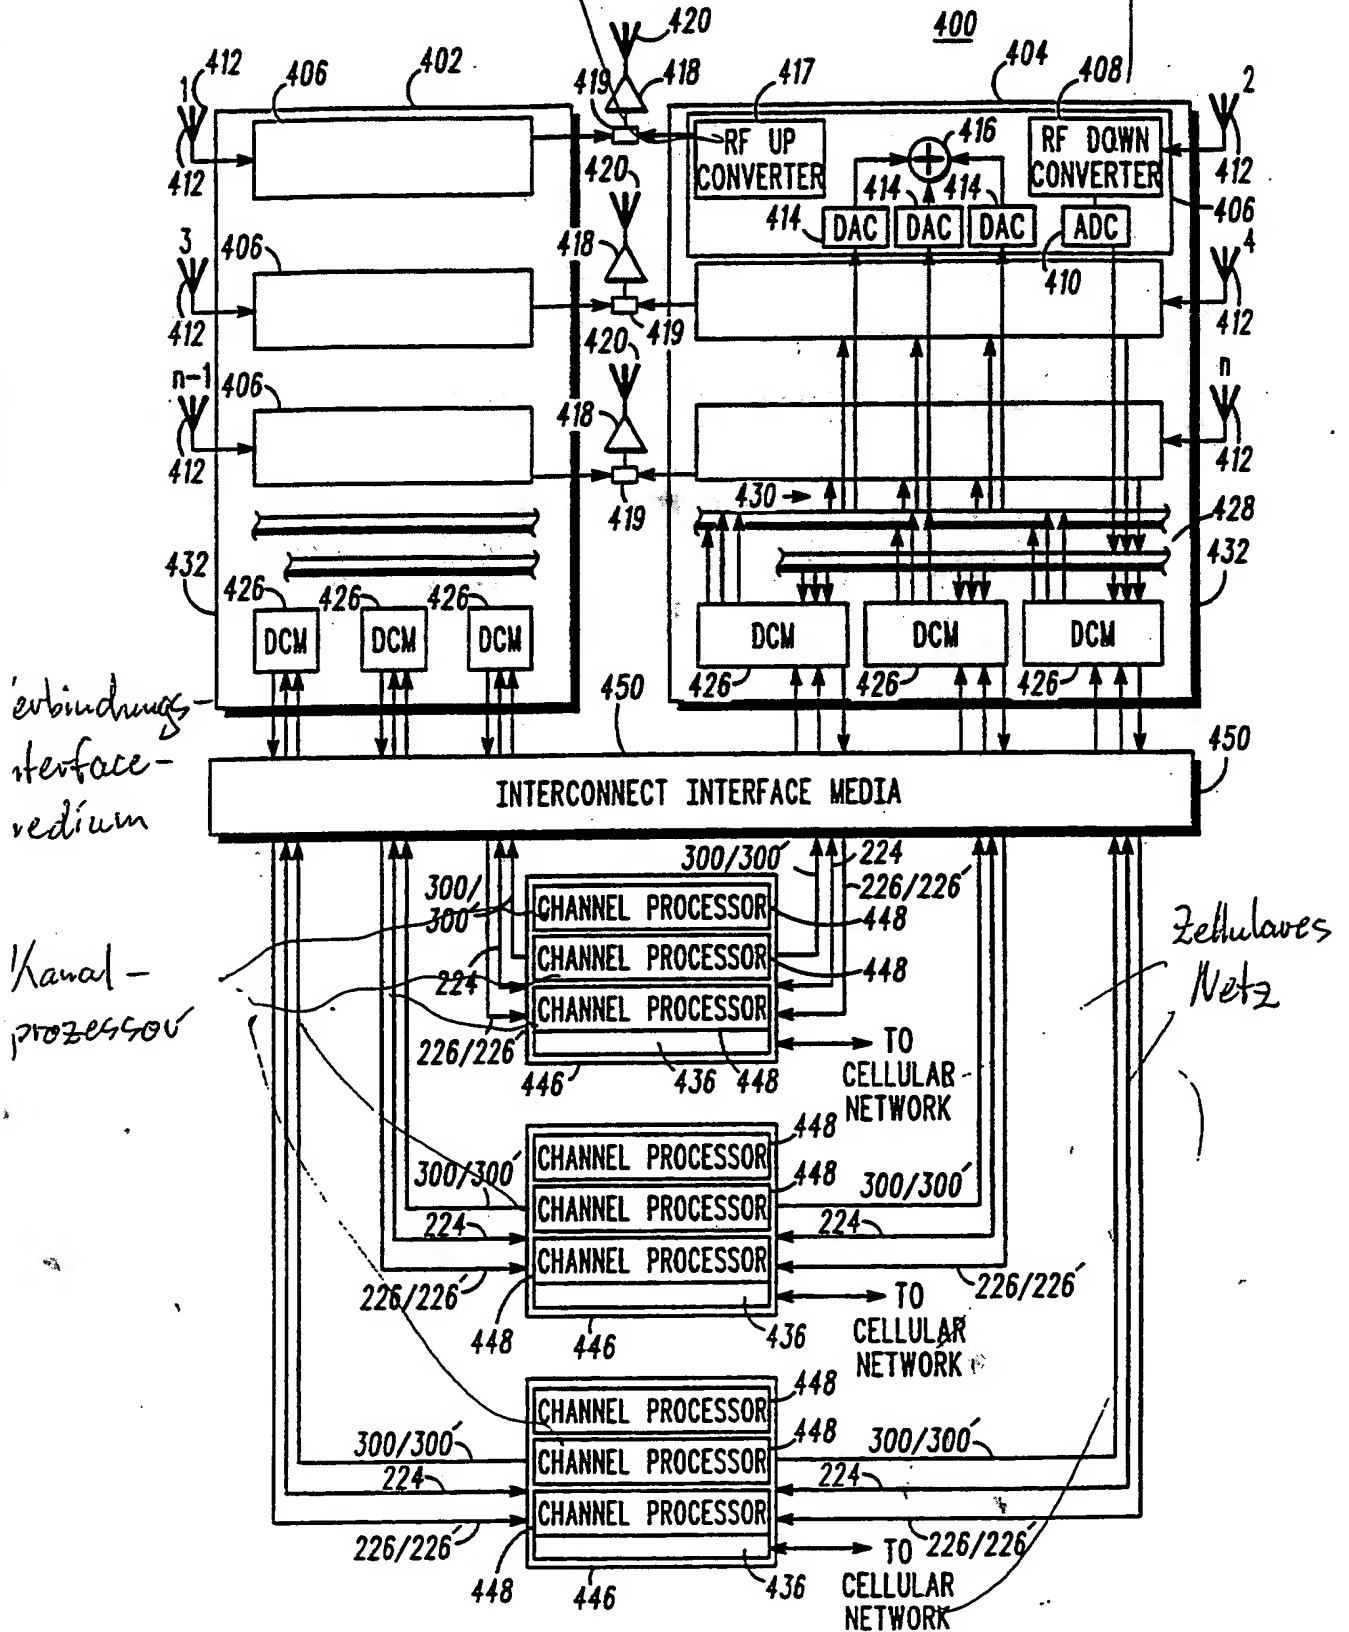 420
400
412
406
402
419
418
417
404
408
1
2
RF UP
CONVERTER
416
RF DOWN
CONVERTER
412
420
414
414
414
DAC
DAC
DAC
ADC
412
406
3
406
418
410
4
412
419
420
412
n-1
406
n
418
412
412
419
430
428
432
426
426
426
432
DCM
DCM
DCM
DCM
DCM
DCM
426
426
426
450
450
INTERCONNECT INTERFACE MEDIA
erbindungs-
nterface-
medium
300/300′
224
226/226′
300/
300′
CHANNEL PROCESSOR
448
CHANNEL PROCESSOR
448
224
CHANNEL PROCESSOR
226/226′
446
436
448
TO
CELLULAR
NETWORK
Kanal-
prozessor
Zellulares
Netz
448
CHANNEL PROCESSOR
448
300/300′
CHANNEL PROCESSOR
300/300′
224
224
CHANNEL PROCESSOR
226/226′
226/226′
448
446
436
TO
CELLULAR
NETWORK
448
CHANNEL PROCESSOR
448
300/300′
CHANNEL PROCESSOR
300/300′
224
224
CHANNEL PROCESSOR
226/226′
226/226′
448
446
436
TO
CELLULAR
NETWORK